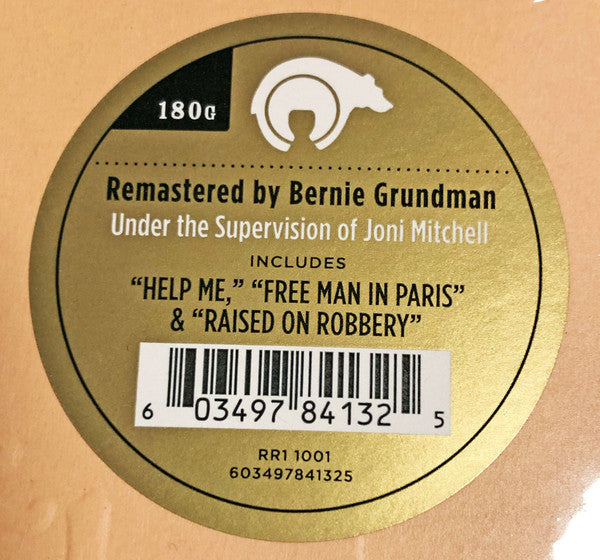 180G
Remastered by Bernie Grundman
Under the Supervision of Joni Mitchell
INCLUDES
“HELP ME,” “FREE MAN IN PARIS”
& “RAISED ON ROBBERY”
6 03497 84132 5
RR1 1001
603497841325